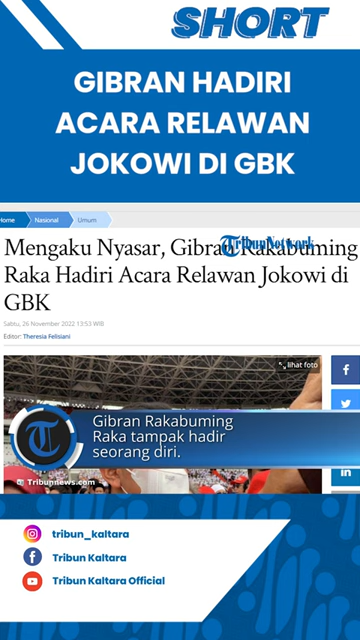 SHORT
GIBRAN HADIRI
ACARA RELAWAN
JOKOWI DI GBK
Home
Nasional
Umum
TribunNetwork
Mengaku Nyasar, Gibran Rakabuming
Raka Hadiri Acara Relawan Jokowi di
GBK
Sabtu, 26 November 2022 13:53 WIB
Editor: Theresia Felisiani
lihat foto
Gibran Rakabuming
Raka tampak hadir
seorang diri.
Tribunnews.com
tribun_kaltara
Tribun Kaltara
Tribun Kaltara Official